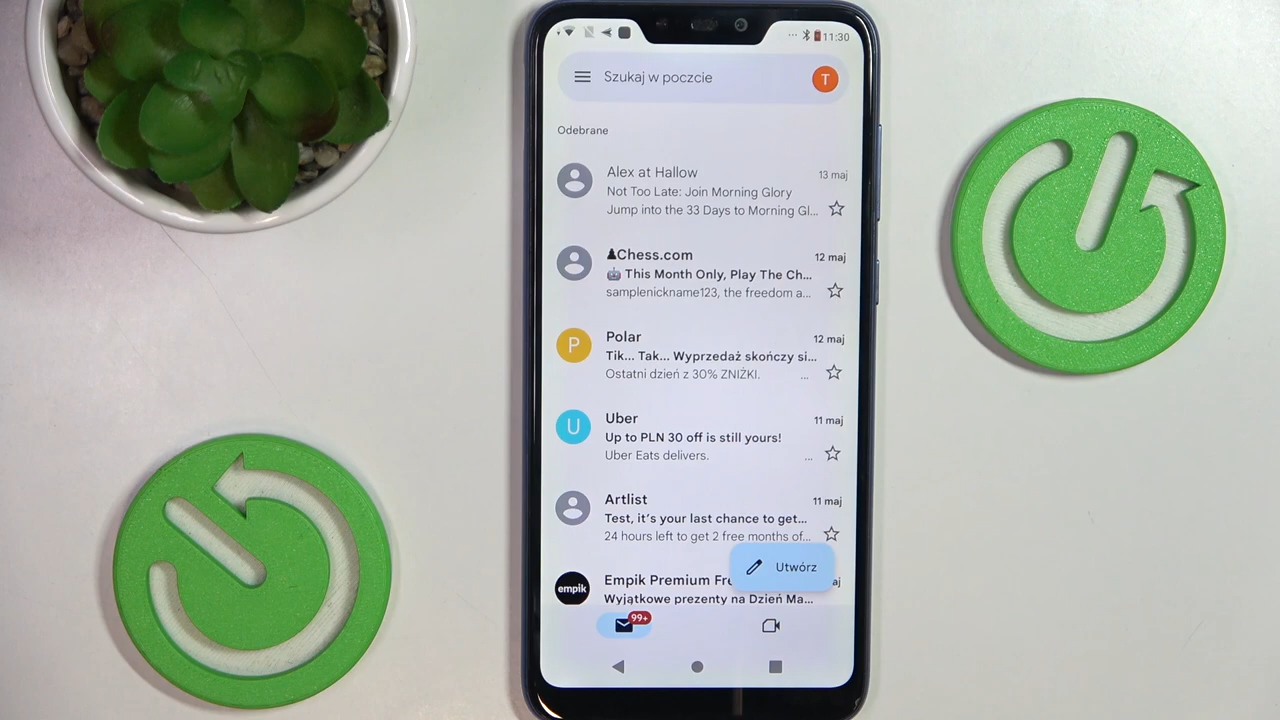 11:30
Szukaj w poczcie
T
Odebrane
Alex at Hallow 13 maj
Not Too Late: Join Morning Glory
Jump into the 33 Days to Morning Gl...
♟Chess.com 12 maj
🤖 This Month Only, Play The Ch...
samplenickname123, the freedom a...
P
Polar 12 maj
Tik... Tak... Wyprzedaż skończy si...
Ostatni dzień z 30% ZNIŻKI. ...
U
Uber 11 maj
Up to PLN 30 off is still yours!
Uber Eats delivers. ...
Artlist 11 maj
Test, it's your last chance to get...
24 hours left to get 2 free months of...
Utwórz
empik
Empik Premium Fre
Wyjątkowe prezenty na Dzień Ma...
99+